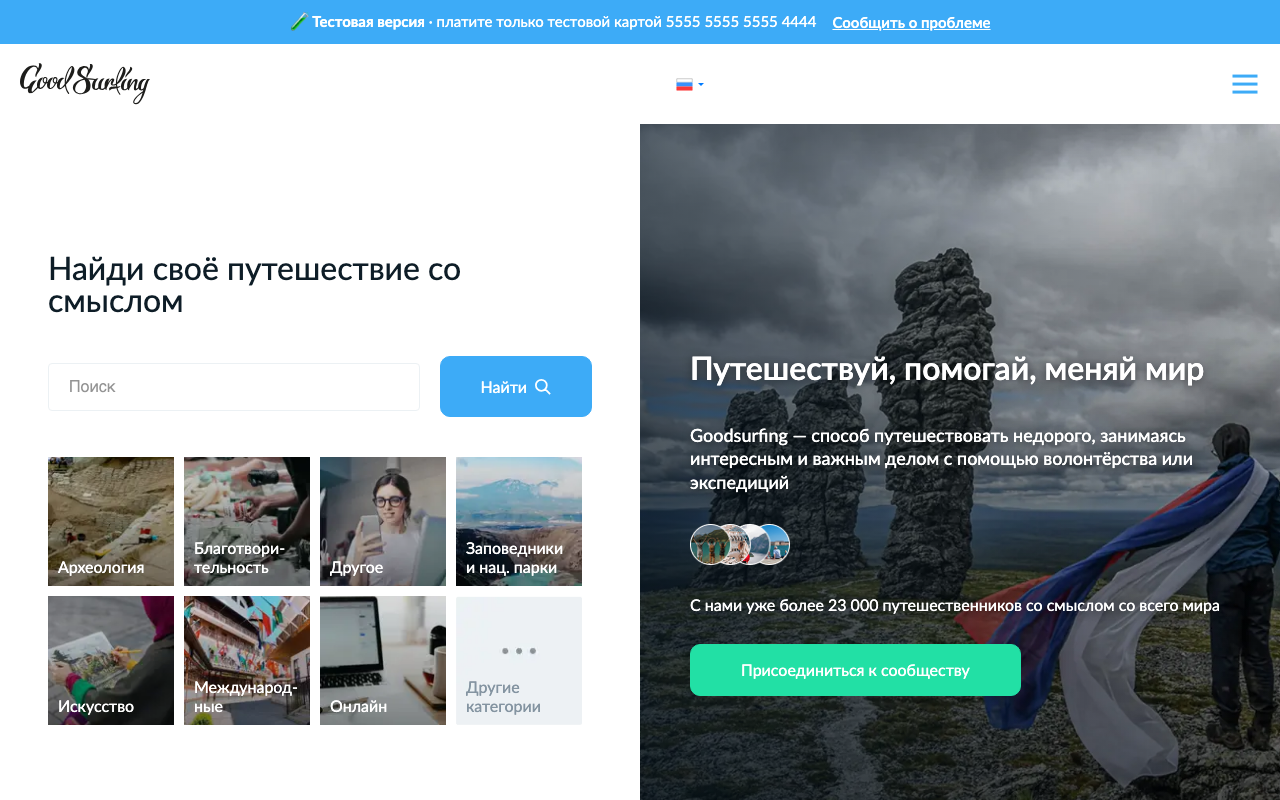 Тестовая версия · платите только тестовой картой 5555 5555 5555 4444 Сообщить о проблеме
GoodSurfing
Найди своё путешествие со
смыслом
Поиск
Найти
Археология
Благотвори-
тельность
Другое
Заповедники
и нац. парки
Искусство
Международ-
ные
Онлайн
Другие
категории
Путешествуй, помогай, меняй мир
Goodsurfing — способ путешествовать недорого, занимаясь
интересным и важным делом с помощью волонтёрства или
экспедиций
С нами уже более 23 000 путешественников со смыслом со всего мира
Присоединиться к сообществу